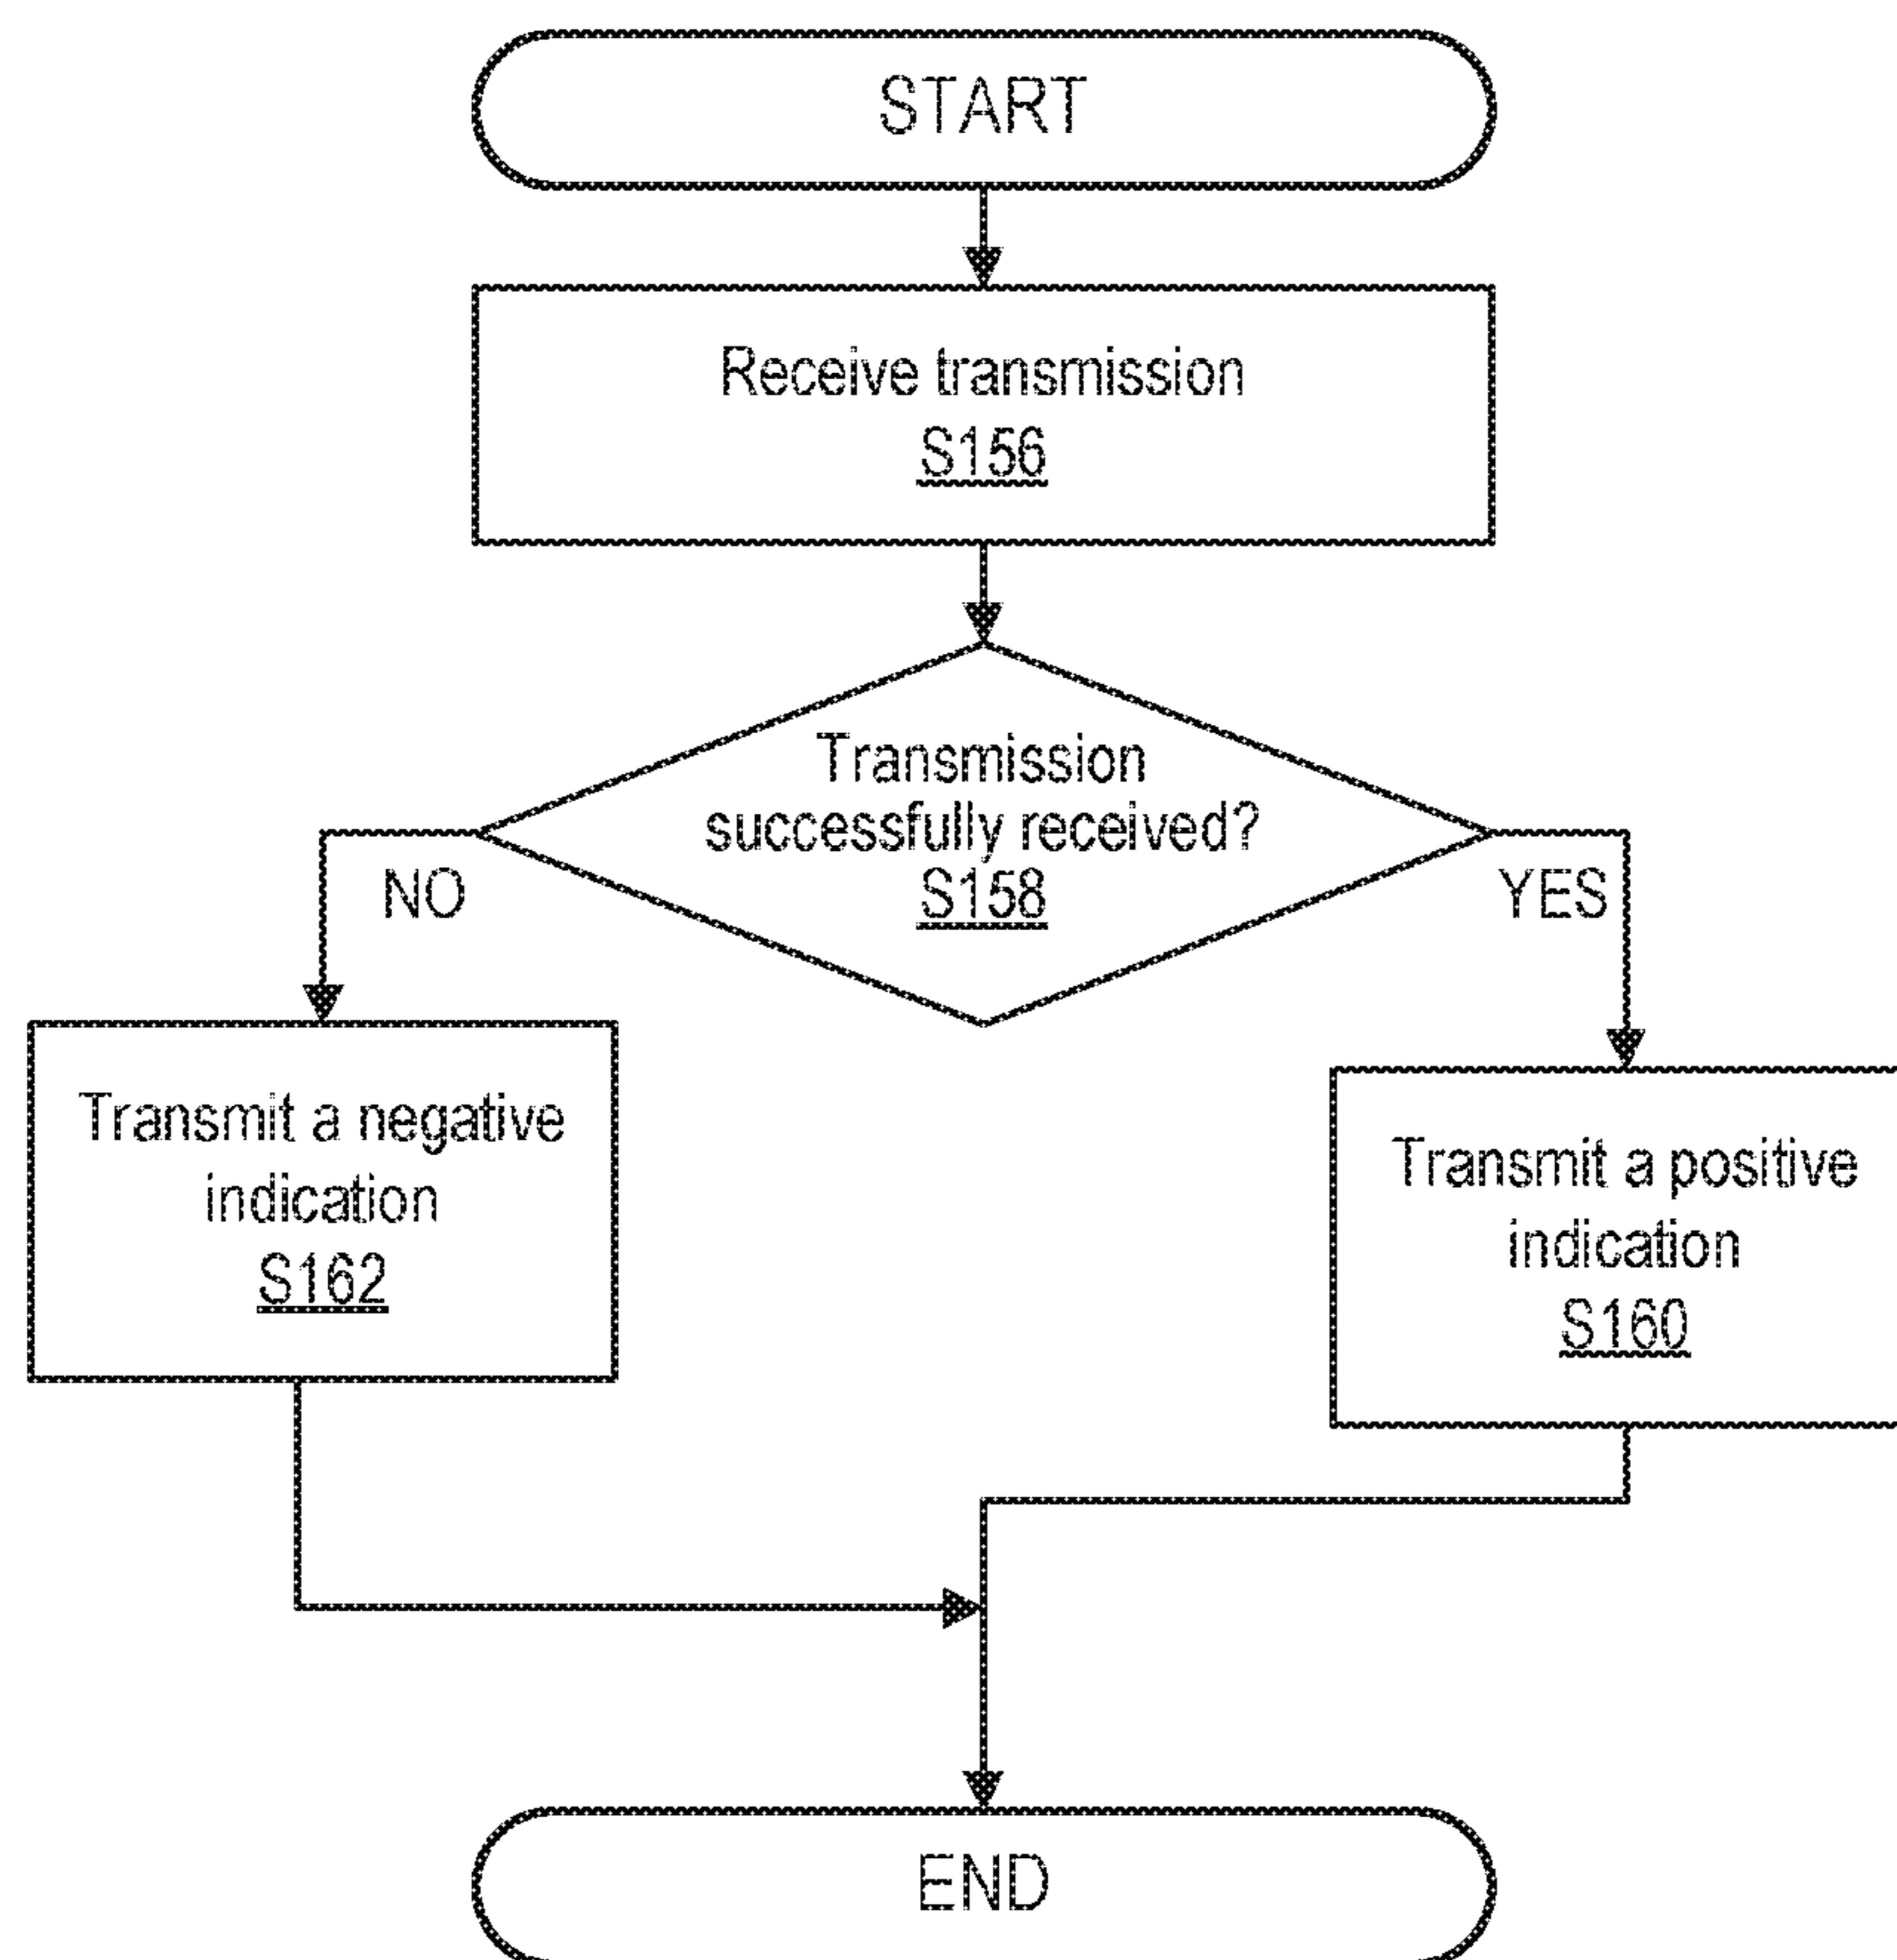 START
Receive transmission
S156
Transmission
successfully received?
S158
NO
YES
Transmit a negative
indication
S162
Transmit a positive
indication
S160
END